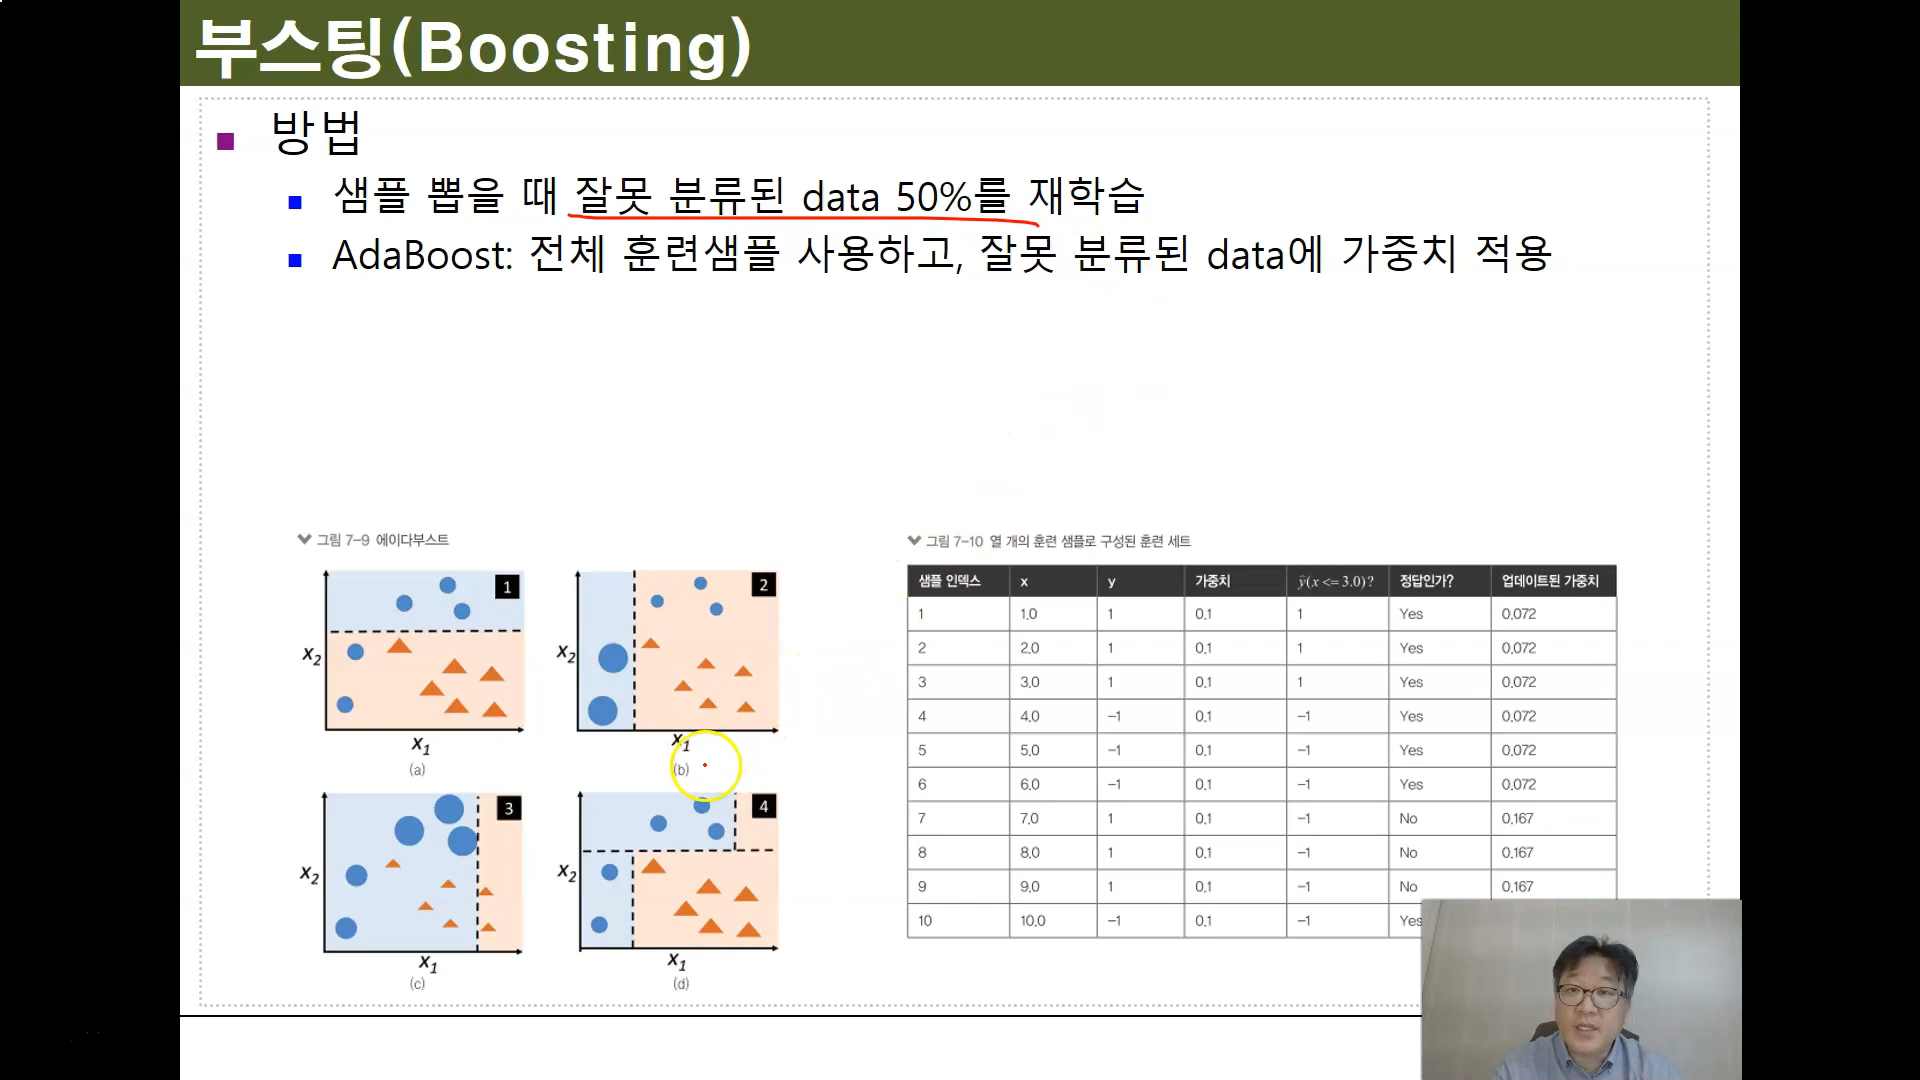 부스팅(Boosting)
방법
샘플 뽑을 때 잘못 분류된 data 50%를 재학습
AdaBoost: 전체 훈련샘플 사용하고, 잘못 분류된 data에 가중치 적용
그림 7-9 에이다부스트
1
x2
x1
(a)
2
x2
x1
(b)
3
x2
x1
(c)
4
x2
x1
(d)
그림 7-10 열 개의 훈련 샘플로 구성된 훈련 세트
샘플 인덱스 x y 가중치 ŷ(x <= 3.0)? 정답인가? 업데이트된 가중치
1 1.0 1 0.1 1 Yes 0.072
2 2.0 1 0.1 1 Yes 0.072
3 3.0 1 0.1 1 Yes 0.072
4 4.0 -1 0.1 -1 Yes 0.072
5 5.0 -1 0.1 -1 Yes 0.072
6 6.0 -1 0.1 -1 Yes 0.072
7 7.0 1 0.1 -1 No 0.167
8 8.0 1 0.1 -1 No 0.167
9 9.0 1 0.1 -1 No 0.167
10 10.0 -1 0.1 -1 Yes